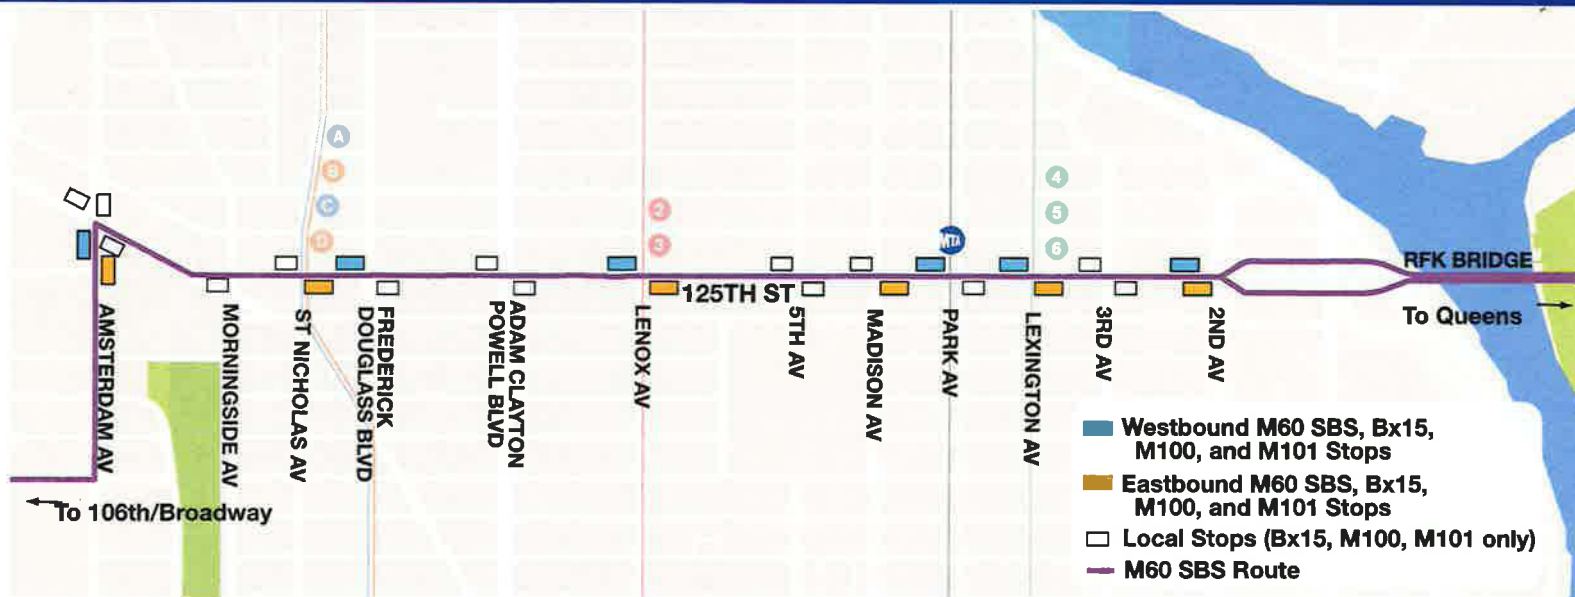 A
B
C
D
2
3
4
5
6
MTA
RFK BRIDGE
125TH ST
To Queens
AMSTERDAM AV
MORNINGSIDE AV
ST NICHOLAS AV
FREDERICK
DOUGLASS BLVD
ADAM CLAYTON
POWELL BLVD
LENOX AV
5TH AV
MADISON AV
PARK AV
LEXINGTON AV
3RD AV
2ND AV
To 106th/Broadway
Westbound M60 SBS, Bx15,
M100, and M101 Stops
Eastbound M60 SBS, Bx15,
M100, and M101 Stops
Local Stops (Bx15, M100, M101 only)
M60 SBS Route